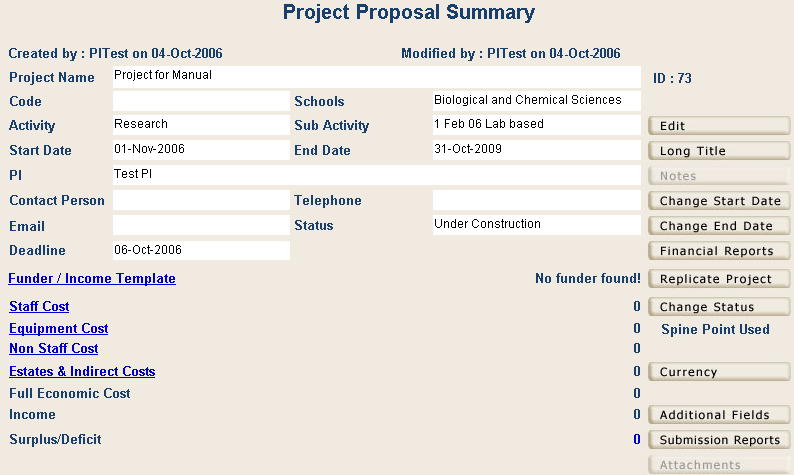 Project Proposal Summary
Created by : PITest on 04-Oct-2006 Modified by : PITest on 04-Oct-2006
Project Name Project for Manual ID : 73
Code Schools Biological and Chemical Sciences
Activity Research Sub Activity 1 Feb 06 Lab based Edit
Start Date 01-Nov-2006 End Date 31-Oct-2009 Long Title
PI Test PI Notes
Contact Person Telephone Change Start Date
Email Status Under Construction Change End Date
Deadline 06-Oct-2006 Financial Reports
Funder / Income Template No funder found! Replicate Project
Staff Cost 0 Change Status
Equipment Cost 0 Spine Point Used
Non Staff Cost 0
Estates & Indirect Costs 0 Currency
Full Economic Cost 0
Income 0 Additional Fields
Surplus/Deficit 0 Submission Reports
Attachments